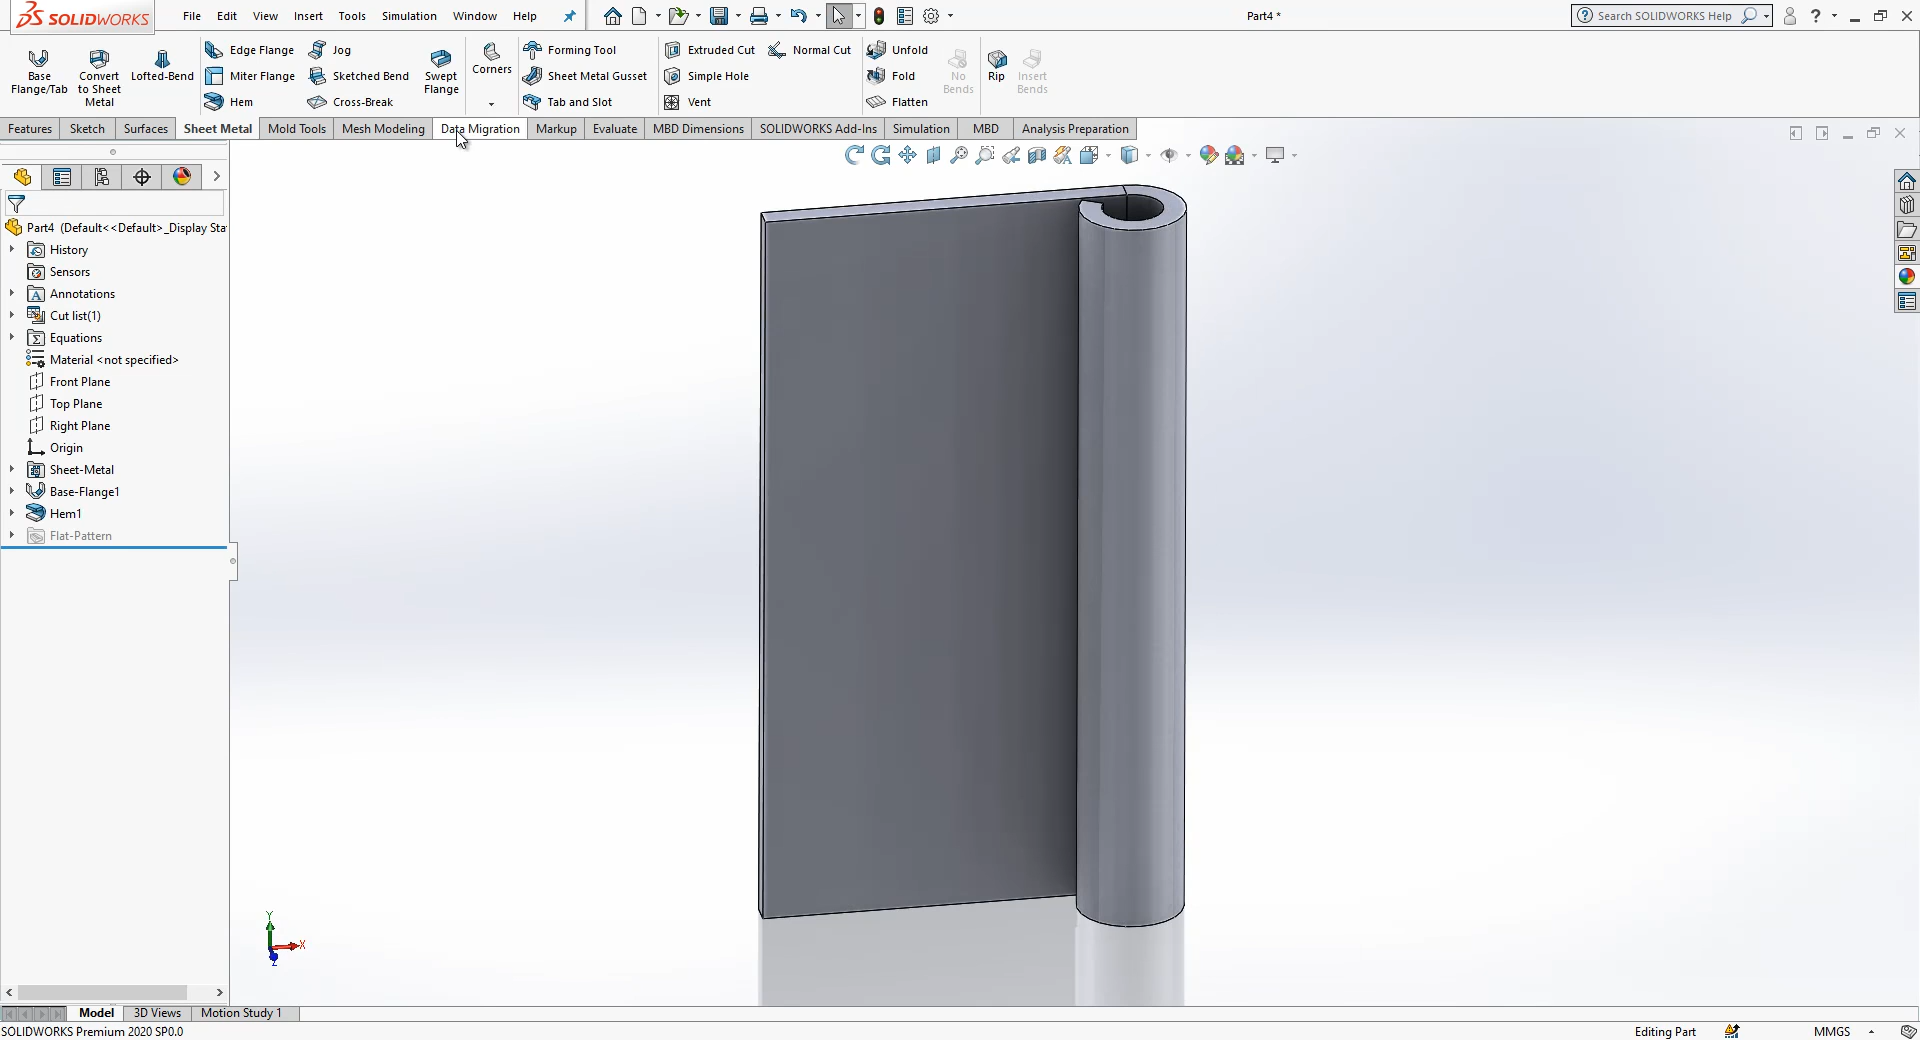 SOLIDWORKS File Edit View Insert Tools Simulation Window Help Part4 * Search SOLIDWORKS Help ?
Base Flange/Tab
Convert to Sheet Metal
Lofted-Bend
Edge Flange
Miter Flange
Hem
Jog
Sketched Bend
Cross-Break
Swept Flange
Corners
Forming Tool
Sheet Metal Gusset
Tab and Slot
Extruded Cut
Simple Hole
Vent
Normal Cut
Unfold
Fold
Flatten
No Bends
Rip
Insert Bends
Features Sketch Surfaces Sheet Metal Mold Tools Mesh Modeling Data Migration Markup Evaluate MBD Dimensions SOLIDWORKS Add-Ins Simulation MBD Analysis Preparation
Part4 (Default<<Default>_Display Sta
History
Sensors
Annotations
Cut list(1)
Equations
Material <not specified>
Front Plane
Top Plane
Right Plane
Origin
Sheet-Metal
Base-Flange1
Hem1
Flat-Pattern
Y
X
Z
Model 3D Views Motion Study 1
SOLIDWORKS Premium 2020 SP0.0 Editing Part MMGS